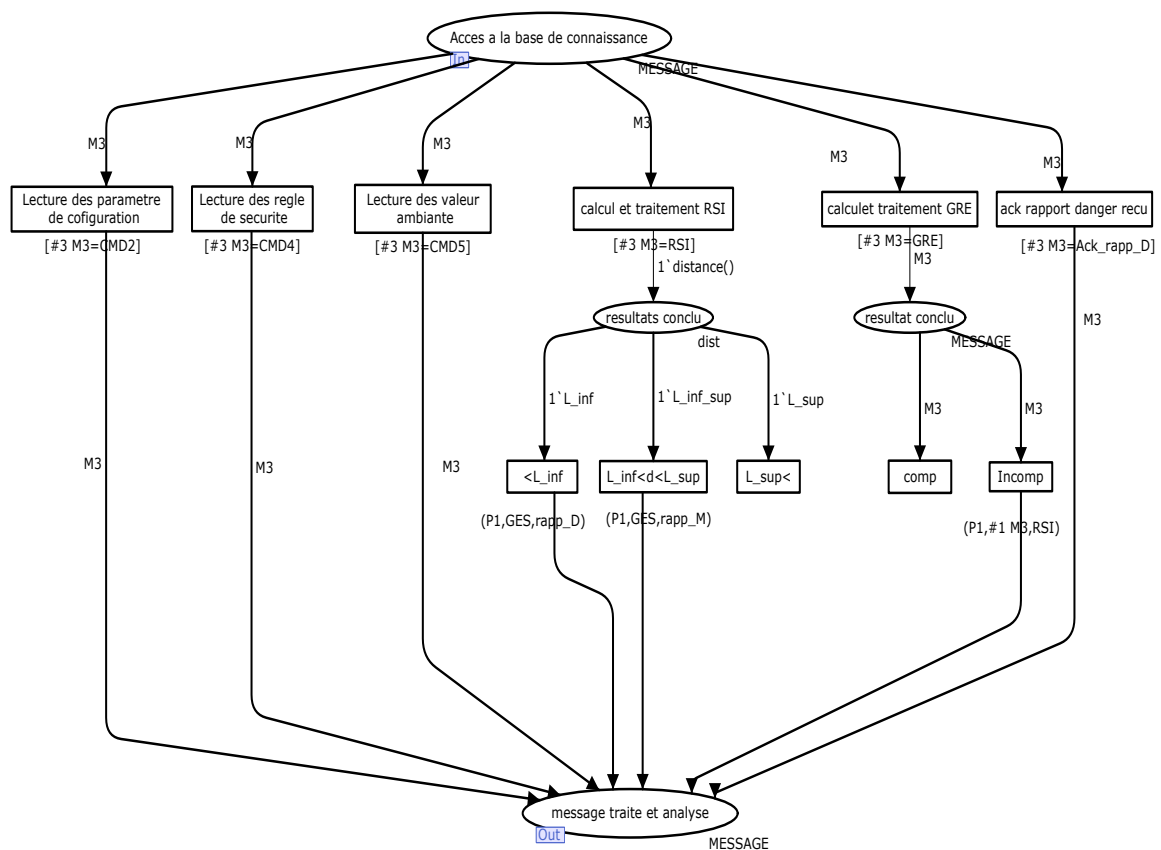 Acces a la base de connaissance
In
MESSAGE
M3
M3
M3
M3
M3
M3
Lecture des parametre
de cofiguration
Lecture des regle
de securite
Lecture des valeur
ambiante
calcul et traitement RSI
calculet traitement GRE
ack rapport danger recu
[#3 M3=CMD2]
[#3 M3=CMD4]
[#3 M3=CMD5]
[#3 M3=RSI]
[#3 M3=GRE]
[#3 M3=Ack_rapp_D]
1`distance()
M3
resultats conclu
resultat conclu
M3
dist
MESSAGE
1`L_inf
1`L_inf_sup
1`L_sup
M3
M3
M3
M3
M3
<L_inf
L_inf<d<L_sup
L_sup<
comp
Incomp
(P1,GES,rapp_D)
(P1,GES,rapp_M)
(P1,#1 M3,RSI)
message traite et analyse
Out
MESSAGE